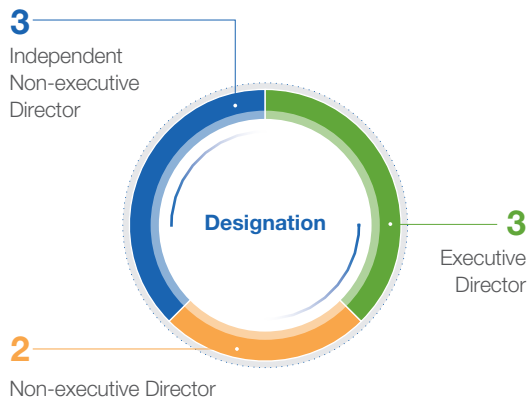 3
Independent
Non-executive
Director
Designation
3
Executive
Director
2
Non-executive Director